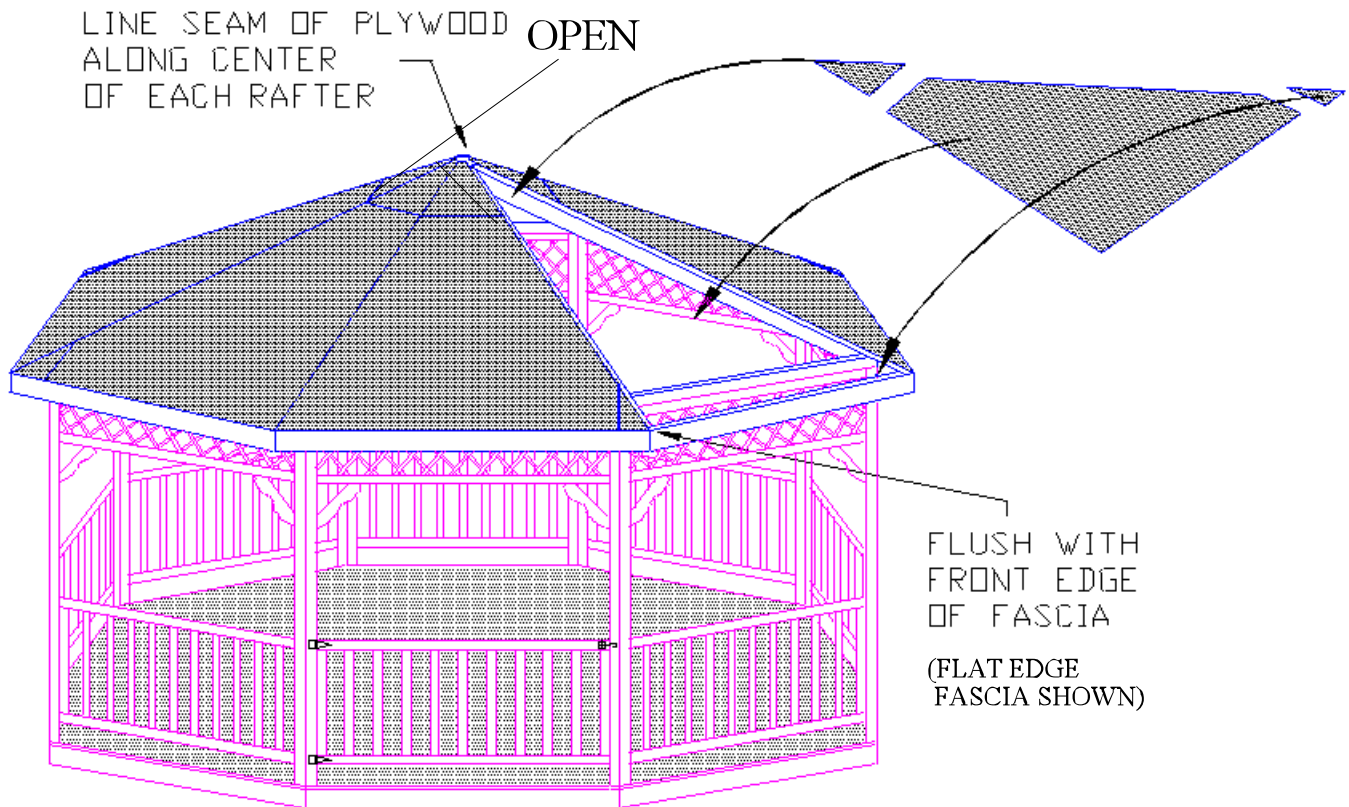 LINE SEAM OF PLYWOOD
ALONG CENTER
OF EACH RAFTER
OPEN
FLUSH WITH
FRONT EDGE
OF FASCIA
(FLAT EDGE
FASCIA SHOWN)